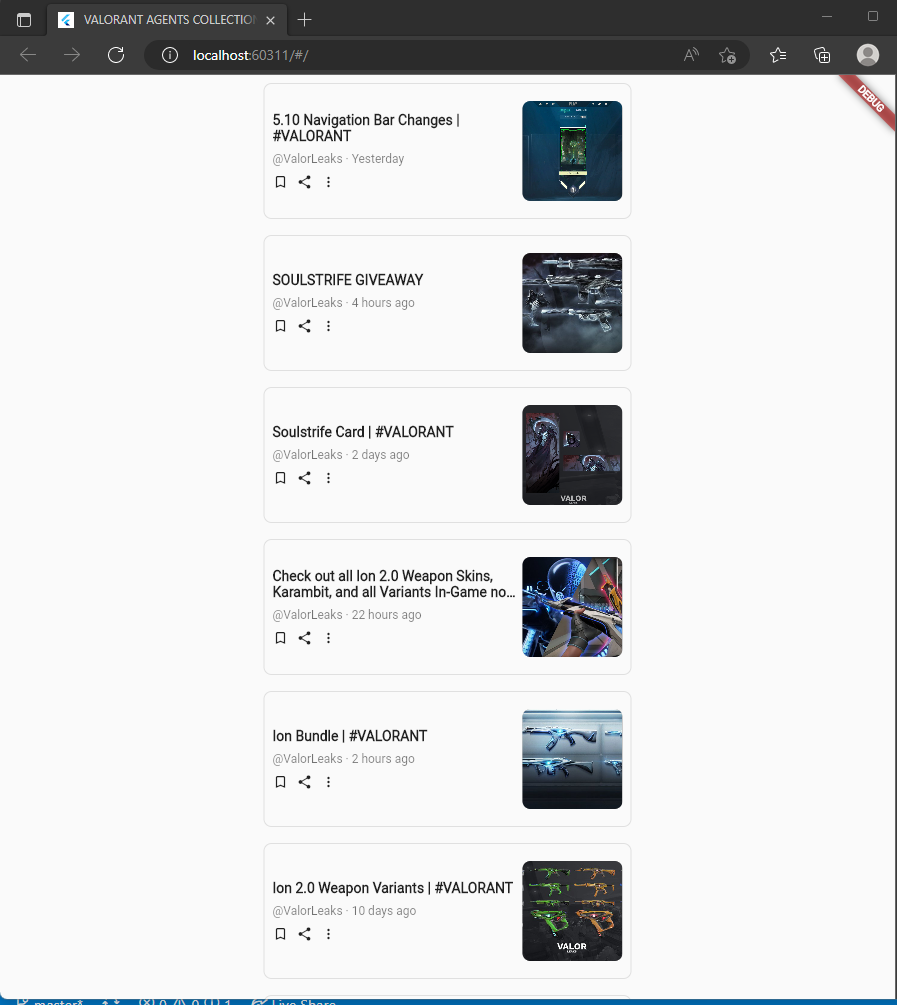 VALORANT AGENTS COLLECTION
localhost:60311/#/
DEBUG
5.10 Navigation Bar Changes |
#VALORANT
@ValorLeaks · Yesterday
SOULSTRIFE GIVEAWAY
@ValorLeaks · 4 hours ago
Soulstrife Card | #VALORANT
@ValorLeaks · 2 days ago
VALOR
Check out all Ion 2.0 Weapon Skins,
Karambit, and all Variants In-Game no...
@ValorLeaks · 22 hours ago
Ion Bundle | #VALORANT
@ValorLeaks · 2 hours ago
Ion 2.0 Weapon Variants | #VALORANT
@ValorLeaks · 10 days ago
VALOR
master* 0 0 1 Live Share